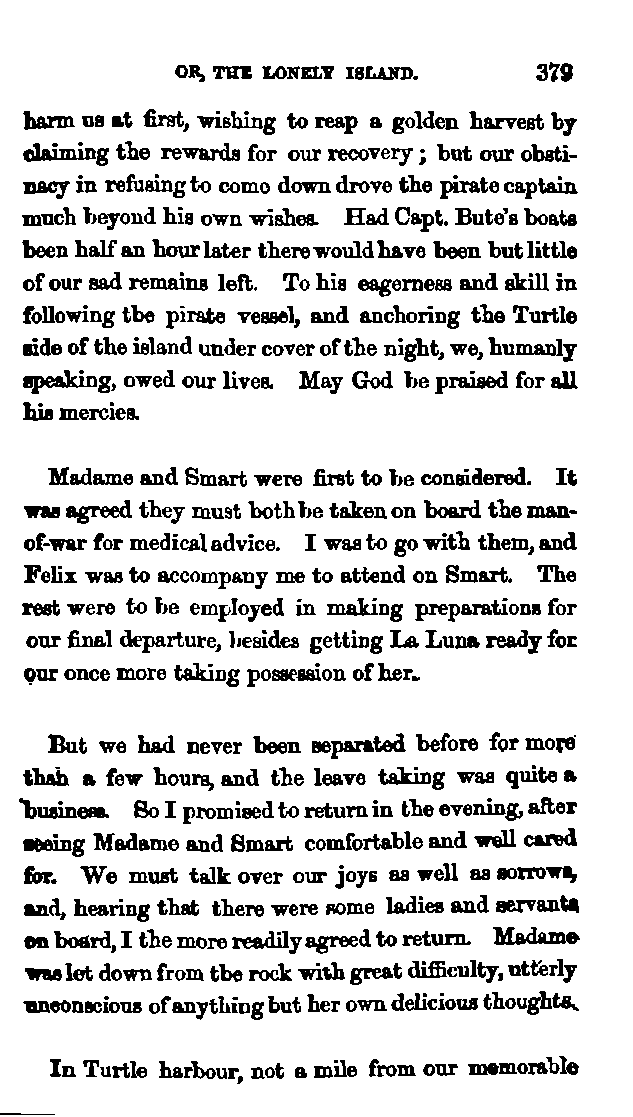 OR, THE LONELY ISLAND. 379
harm us at first, wishing to reap a golden harvest by
claiming the rewards for our recovery; but our obsti-
nacy in refusing to come down drove the pirate captain
much beyond his own wishes. Had Capt. Bute's boats
been half an hour later there would have been but little
of our sad remains left. To his eagerness and skill in
following the pirate vessel, and anchoring the Turtle
side of the island under cover of the night, we, humanly
speaking, owed our lives. May God be praised for all
his mercies.
Madame and Smart were first to be considered. It
was agreed they must both be taken on board the man-
of-war for medical advice. I was to go with them, and
Felix was to accompany me to attend on Smart. The
rest were to be employed in making preparations for
our final departure, besides getting La Luna ready for
our once more taking possession of her.
But we had never been separated before for more
than a few hours, and the leave taking was quite a
business. So I promised to return in the evening, after
seeing Madame and Smart comfortable and well cared
for. We must talk over our joys as well as sorrows,
and, hearing that there were some ladies and servants
on board, I the more readily agreed to return. Madame
was let down from the rock with great difficulty, utterly
unconscious of anything but her own delicious thoughts.
In Turtle harbour, not a mile from our memorable